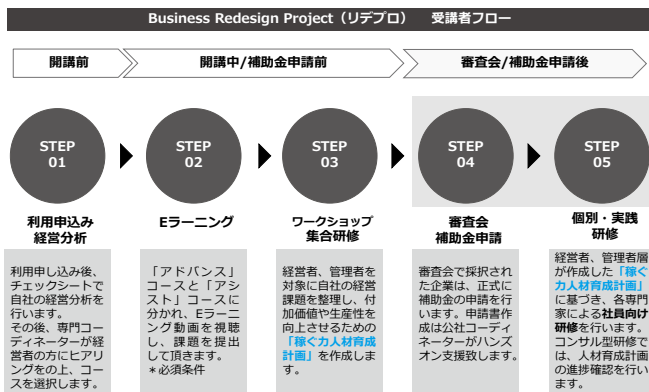 Business Redesign Project（リデプロ）　受講者フロー
開講前
開講中/補助金申請前
審査会/補助金申請後
STEP
01
STEP
02
STEP
03
STEP
04
STEP
05
利用申込み
経営分析
Eラーニング
ワークショップ
集合研修
審査会
補助金申請
個別・実践
研修
利用申し込み後、
チェックシートで
自社の経営分析を
行います。
その後、専門コー
ディネーターが経
営者の方にヒアリ
ングをの上、コー
スを選択します。
「アドバンス」
コースと「アシ
スト」コースに
分かれ、Eラーニ
ング動画を視聴
し、課題を提出
して頂きます。
＊必須条件
経営者、管理者を
対象に自社の経営
課題を整理し、付
加価値や生産性を
向上させるための
「稼ぐ力人材育成
計画」を作成しま
す。
審査会で採択され
た企業は、正式に
補助金の申請を行
います。申請書作
成は公社コーディ
ネーターがハンズ
オン支援致します。
経営者、管理者層
が作成した「稼ぐ
力人材育成計画」
に基づき、各専門
家による社員向け
研修を行います。
コンサル型研修で
は、人材育成計画
の進捗確認を行い
ます。